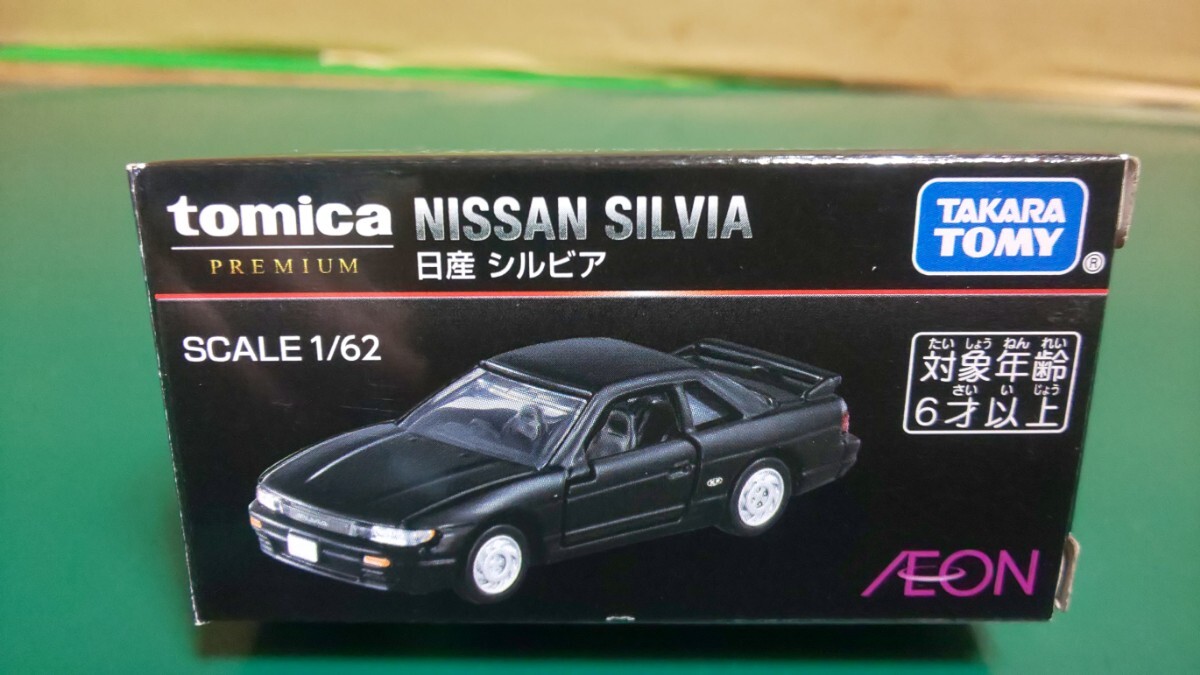 tomica
PREMIUM
NISSAN SILVIA
日産 シルビア
TAKARA
TOMY
®
SCALE 1/62
たいしょうねんれい
対象年齢
さいいじょう
6才以上
ÆON